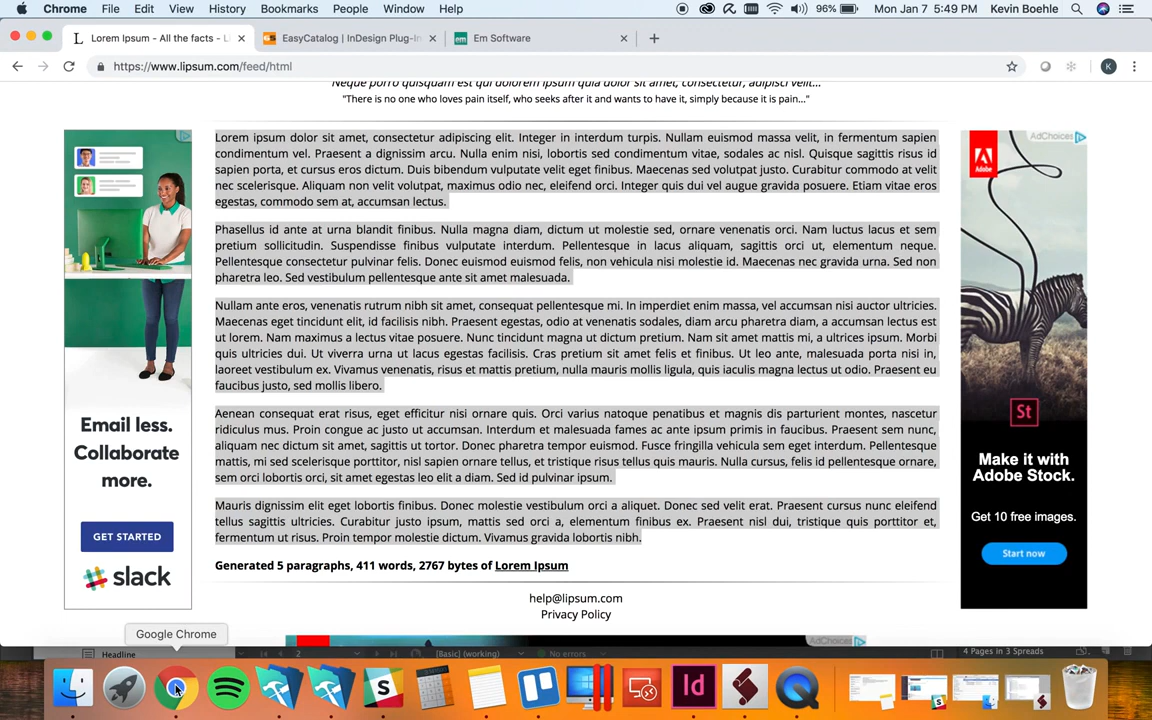 Chrome File Edit View History Bookmarks People Window Help 96% Mon Jan 7 5:49 PM Kevin Boehle
Lorem Ipsum - All the facts - L EasyCatalog | InDesign Plug-In em Em Software
https://www.lipsum.com/feed/html K
"Neque porro quisquam est qui dolorem ipsum quia dolor sit amet, consectetur, adipisci velit..."
"There is no one who loves pain itself, who seeks after it and wants to have it, simply because it is pain..."
Lorem ipsum dolor sit amet, consectetur adipiscing elit. Integer in interdum turpis. Nullam euismod massa velit, in fermentum sapien
condimentum vel. Praesent a dignissim arcu. Nulla enim nisi, lobortis sed condimentum vitae, sodales ac nisl. Quisque sagittis risus id
sapien porta, et cursus eros dictum. Duis bibendum vulputate velit eget finibus. Maecenas sed volutpat justo. Curabitur commodo at velit
nec scelerisque. Aliquam non velit volutpat, maximus odio nec, eleifend orci. Integer quis dui vel augue gravida posuere. Etiam vitae eros
egestas, commodo sem at, accumsan lectus.
Phasellus id ante at urna blandit finibus. Nulla magna diam, dictum ut molestie sed, ornare venenatis orci. Nam luctus lacus et sem
pretium sollicitudin. Suspendisse finibus vulputate interdum. Pellentesque in lacus aliquam, sagittis orci ut, elementum neque.
Pellentesque consectetur pulvinar felis. Donec euismod euismod felis, non vehicula nisi molestie id. Maecenas nec gravida urna. Sed non
pharetra leo. Sed vestibulum pellentesque ante sit amet malesuada.
Nullam ante eros, venenatis rutrum nibh sit amet, consequat pellentesque mi. In imperdiet enim massa, vel accumsan nisi auctor ultricies.
Maecenas eget tincidunt elit, id facilisis nibh. Praesent egestas, odio at venenatis sodales, diam arcu pharetra diam, a accumsan lectus est
ut lorem. Nam maximus a lectus vitae posuere. Nunc tincidunt magna ut dictum pretium. Nam sit amet mattis mi, a ultrices ipsum. Morbi
quis ultricies dui. Ut viverra urna ut lacus egestas facilisis. Cras pretium sit amet felis et finibus. Ut leo ante, malesuada porta nisi in,
laoreet vestibulum ex. Vivamus venenatis, risus et mattis pretium, nulla mauris mollis ligula, quis iaculis magna lectus ut odio. Praesent eu
faucibus justo, sed mollis libero.
Aenean consequat erat risus, eget efficitur nisi ornare quis. Orci varius natoque penatibus et magnis dis parturient montes, nascetur
ridiculus mus. Proin congue ac justo ut accumsan. Interdum et malesuada fames ac ante ipsum primis in faucibus. Praesent sem nunc,
aliquam nec dictum sit amet, sagittis ut tortor. Donec pharetra tempor euismod. Fusce fringilla vehicula sem eget interdum. Pellentesque
mattis, mi sed scelerisque porttitor, nisl sapien ornare tellus, et tristique risus tellus quis mauris. Nulla cursus, felis id pellentesque ornare,
sem orci lobortis orci, sit amet egestas leo elit a diam. Sed id pulvinar ipsum.
Mauris dignissim elit eget lobortis finibus. Donec molestie vestibulum orci a aliquet. Donec sed velit erat. Praesent cursus nunc eleifend
tellus sagittis ultricies. Curabitur justo ipsum, mattis sed orci a, elementum finibus ex. Praesent nisl dui, tristique quis porttitor et,
fermentum ut risus. Proin tempor molestie dictum. Vivamus gravida lobortis nibh.
Generated 5 paragraphs, 411 words, 2767 bytes of Lorem Ipsum
help@lipsum.com
Privacy Policy
Email less.
Collaborate
more.
GET STARTED
slack
AdChoices
Adobe
St
Make it with
Adobe Stock.
Get 10 free images.
Start now
AdChoices
Google Chrome
Headline 2 [Basic] (working) No errors 4 Pages in 3 Spreads
S Id